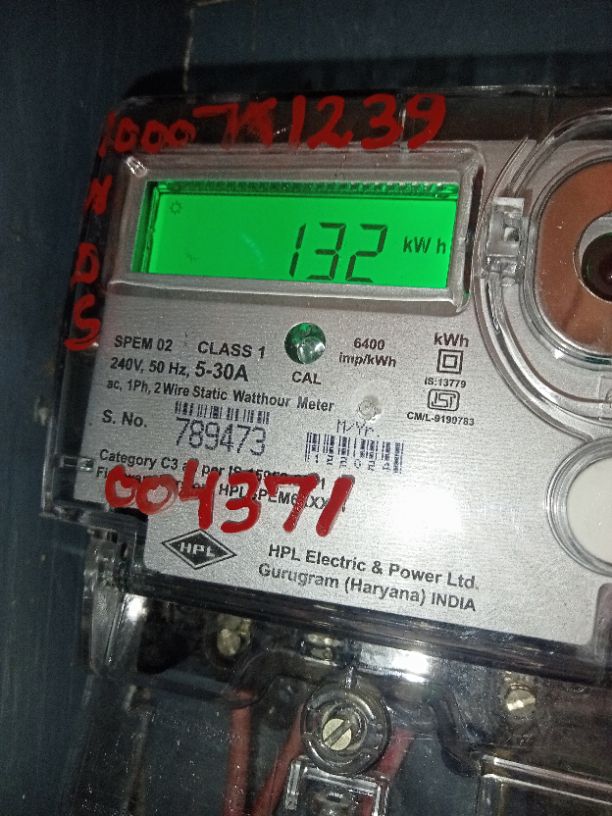 132 kWh
SPEM 02 CLASS 1 6400 imp/kWh kWh
240V, 50 Hz, 5-30A CAL IS:13779
ac, 1Ph, 2 Wire Static Watthour Meter CM/L-9190783
S. No. 789473 M/Yr
Category C3
004371
HPL
HPL Electric & Power Ltd.
Gurugram (Haryana) INDIA